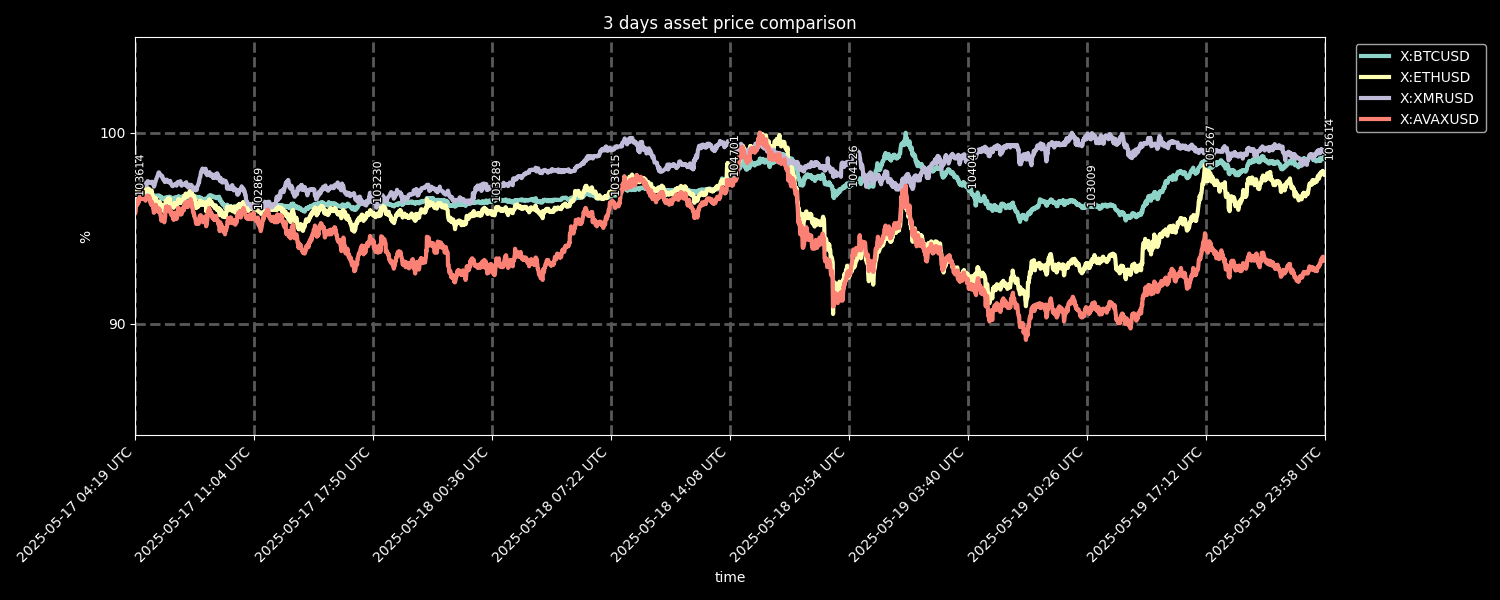 3 days asset price comparison
X:BTCUSD
X:ETHUSD
X:XMRUSD
X:AVAXUSD
100
90
%
103614
102869
103230
103289
103615
104701
104126
104040
103009
105267
105614
2025-05-17 04:19 UTC
2025-05-17 11:04 UTC
2025-05-17 17:50 UTC
2025-05-18 00:36 UTC
2025-05-18 07:22 UTC
2025-05-18 14:08 UTC
2025-05-18 20:54 UTC
2025-05-19 03:40 UTC
2025-05-19 10:26 UTC
2025-05-19 17:12 UTC
2025-05-19 23:58 UTC
time